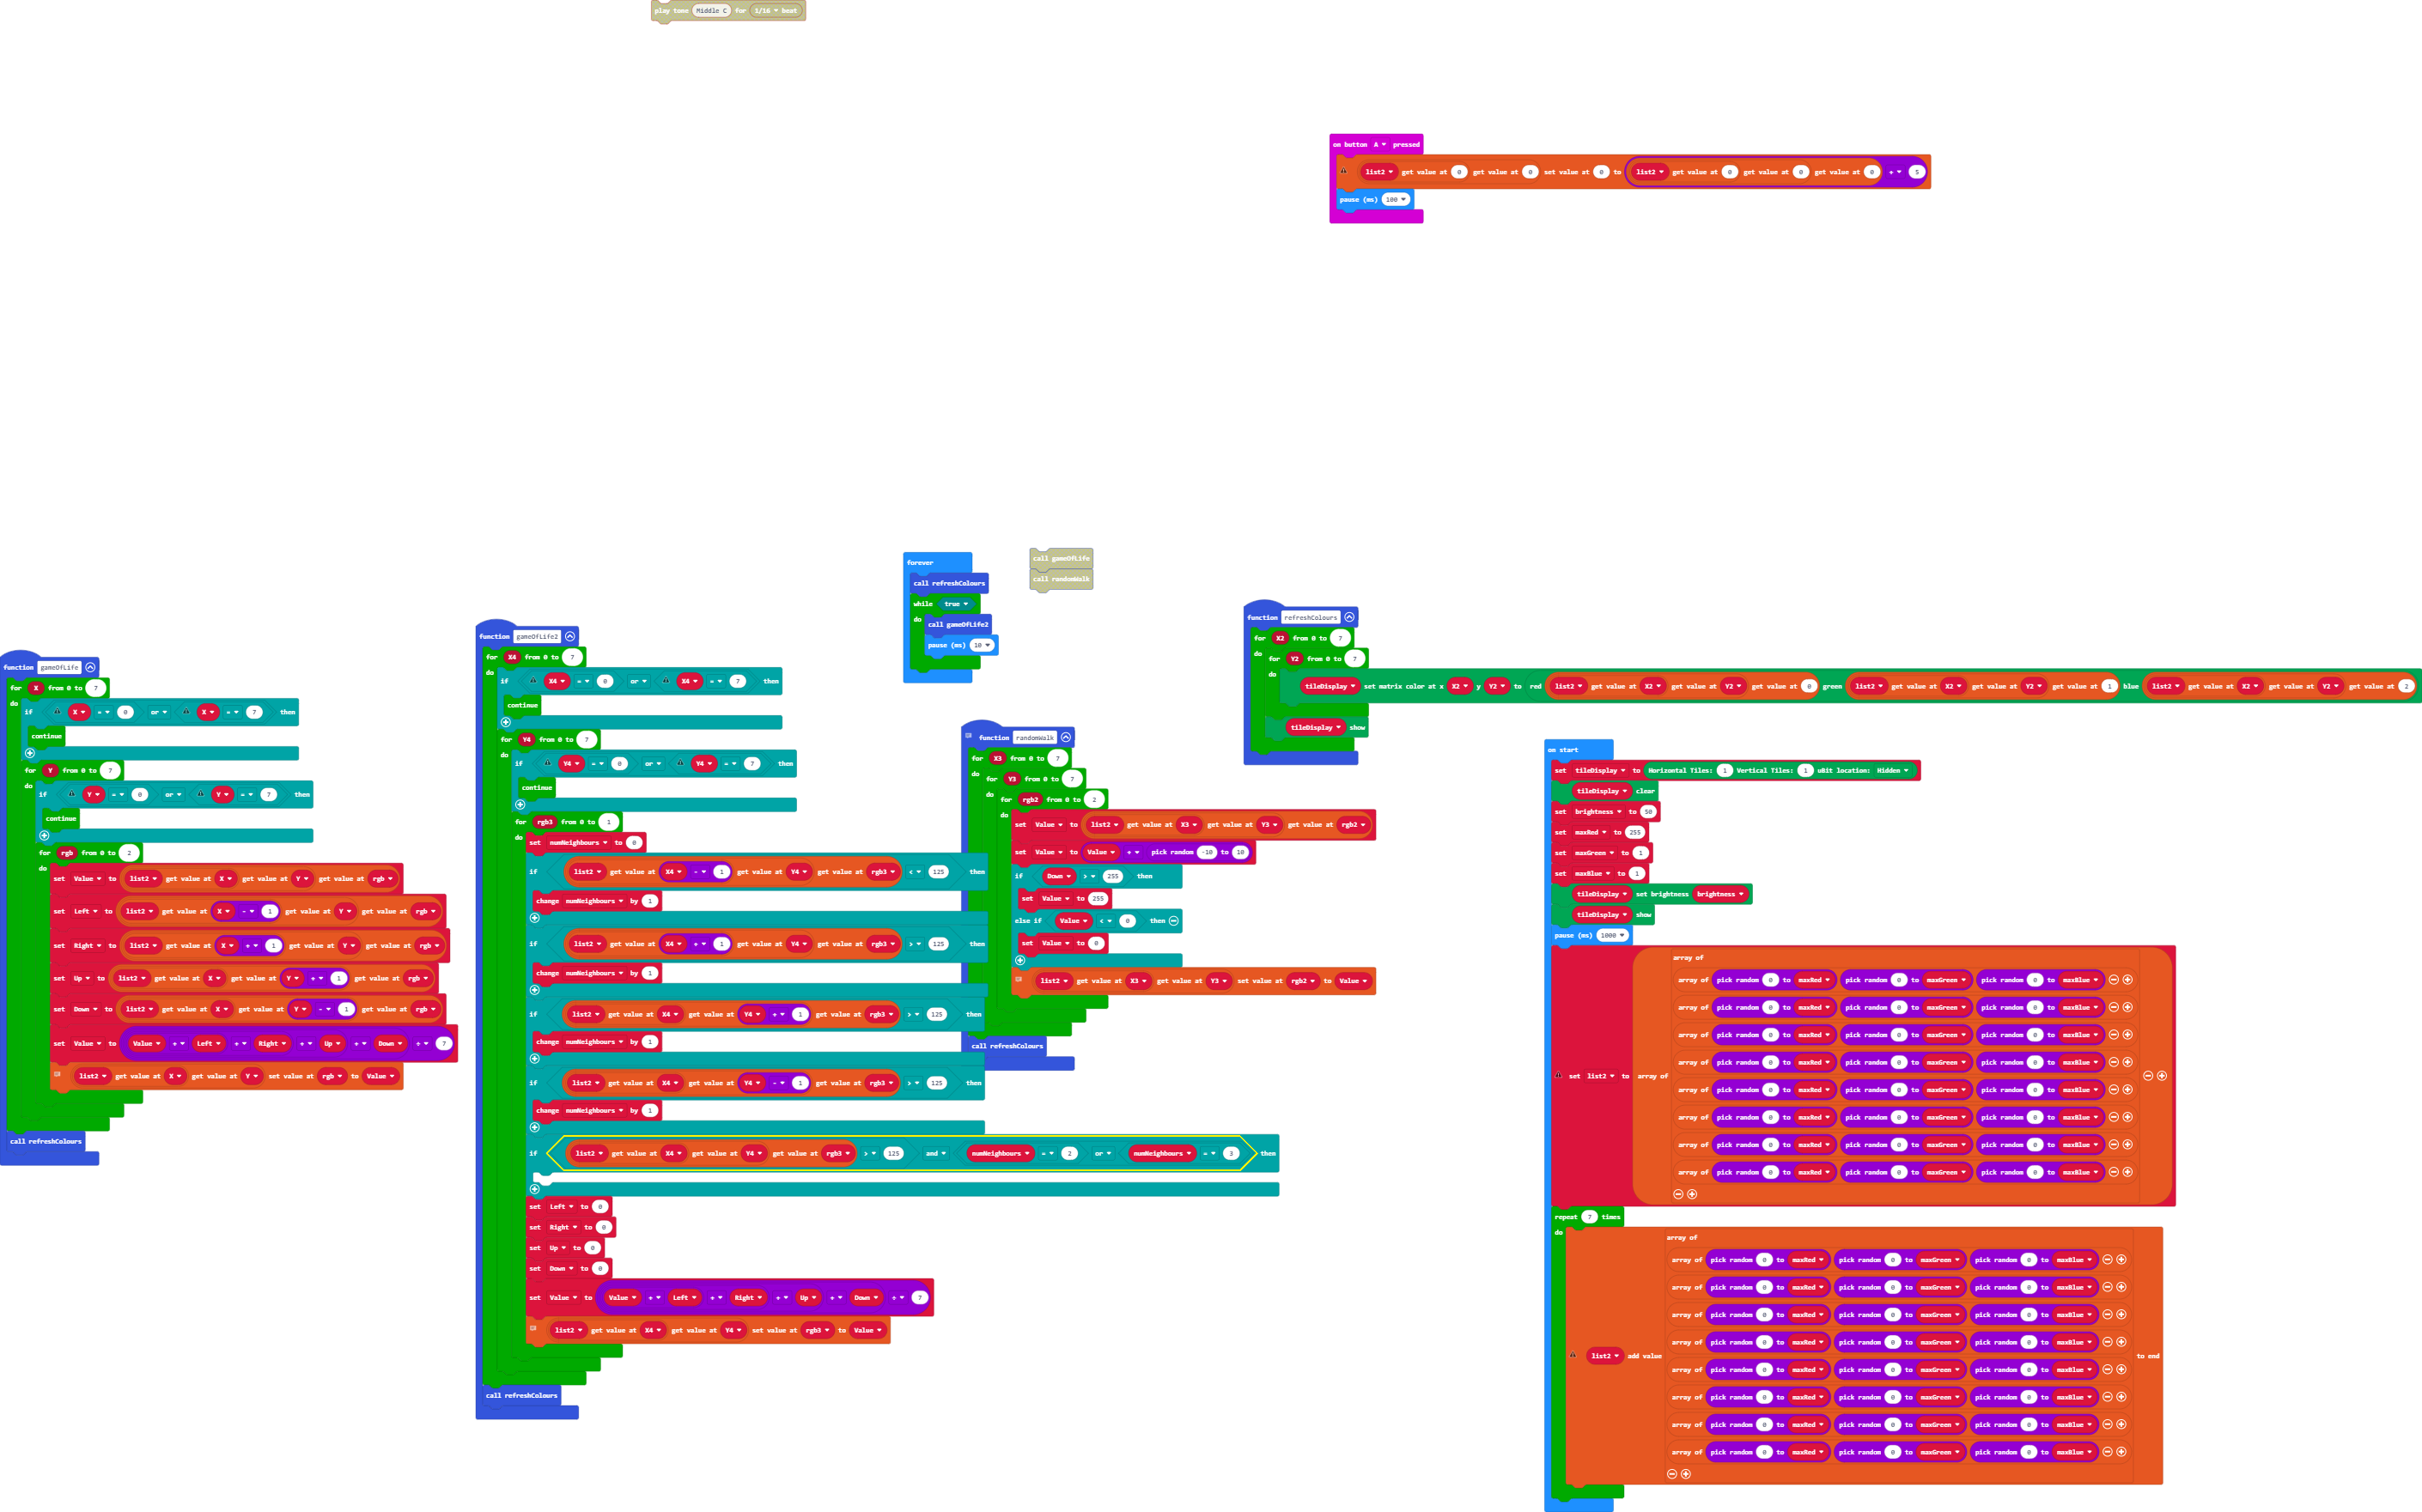 play tone Middle C for 1/16 beat
on button A pressed
list2 get value at 0 get value at 0 set value at 0 to list2 get value at 0 get value at 0 get value at 0 + 5
pause (ms) 100
forever
call refreshColours
while true
do
call gameOfLife2
pause (ms) 10
call gameOfLife
call randomWalk
function gameOfLife
for X from 0 to 7
do
if X = 0 or X = 7 then
continue
for Y from 0 to 7
do
if Y = 0 or Y = 7 then
continue
for rgb from 0 to 2
do
set Value to list2 get value at X get value at Y get value at rgb
set Left to list2 get value at X - 1 get value at Y get value at rgb
set Right to list2 get value at X + 1 get value at Y get value at rgb
set Up to list2 get value at X get value at Y + 1 get value at rgb
set Down to list2 get value at X get value at Y - 1 get value at rgb
set Value to Value + Left + Right + Up + Down ÷ 7
list2 get value at X get value at Y set value at rgb to Value
call refreshColours
function gameOfLife2
for X4 from 0 to 7
do
if X4 = 0 or X4 = 7 then
continue
for Y4 from 0 to 7
do
if Y4 = 0 or Y4 = 7 then
continue
for rgb3 from 0 to 1
do
set numNeighbours to 0
if list2 get value at X4 - 1 get value at Y4 get value at rgb3 < 125 then
change numNeighbours by 1
if list2 get value at X4 + 1 get value at Y4 get value at rgb3 > 125 then
change numNeighbours by 1
if list2 get value at X4 get value at Y4 + 1 get value at rgb3 > 125 then
change numNeighbours by 1
if list2 get value at X4 get value at Y4 - 1 get value at rgb3 > 125 then
change numNeighbours by 1
if list2 get value at X4 get value at Y4 get value at rgb3 > 125 and numNeighbours = 2 or numNeighbours = 3 then
set Left to 0
set Right to 0
set Up to 0
set Down to 0
set Value to Value + Left + Right + Up + Down ÷ 7
list2 get value at X4 get value at Y4 set value at rgb3 to Value
call refreshColours
function randomWalk
for X3 from 0 to 7
do
for Y3 from 0 to 7
do
for rgb2 from 0 to 2
do
set Value to list2 get value at X3 get value at Y3 get value at rgb2
set Value to Value + pick random -10 to 10
if Down > 255 then
set Value to 255
else if Value < 0 then
set Value to 0
list2 get value at X3 get value at Y3 set value at rgb2 to Value
call refreshColours
function refreshColours
for X2 from 0 to 7
do
for Y2 from 0 to 7
do
tileDisplay set matrix color at x X2 y Y2 to red list2 get value at X2 get value at Y2 get value at 0 green list2 get value at X2 get value at Y2 get value at 1 blue list2 get value at X2 get value at Y2 get value at 2
tileDisplay show
on start
set tileDisplay to Horizontal Tiles: 1 Vertical Tiles: 1 uBit location: Hidden
tileDisplay clear
set brightness to 50
set maxRed to 255
set maxGreen to 1
set maxBlue to 1
tileDisplay set brightness brightness
tileDisplay show
pause (ms) 1000
set list2 to array of
array of
array of pick random 0 to maxRed pick random 0 to maxGreen pick random 0 to maxBlue
array of pick random 0 to maxRed pick random 0 to maxGreen pick random 0 to maxBlue
array of pick random 0 to maxRed pick random 0 to maxGreen pick random 0 to maxBlue
array of pick random 0 to maxRed pick random 0 to maxGreen pick random 0 to maxBlue
array of pick random 0 to maxRed pick random 0 to maxGreen pick random 0 to maxBlue
array of pick random 0 to maxRed pick random 0 to maxGreen pick random 0 to maxBlue
array of pick random 0 to maxRed pick random 0 to maxGreen pick random 0 to maxBlue
array of pick random 0 to maxRed pick random 0 to maxGreen pick random 0 to maxBlue
repeat 7 times
do
list2 add value
array of
array of pick random 0 to maxRed pick random 0 to maxGreen pick random 0 to maxBlue
array of pick random 0 to maxRed pick random 0 to maxGreen pick random 0 to maxBlue
array of pick random 0 to maxRed pick random 0 to maxGreen pick random 0 to maxBlue
array of pick random 0 to maxRed pick random 0 to maxGreen pick random 0 to maxBlue
array of pick random 0 to maxRed pick random 0 to maxGreen pick random 0 to maxBlue
array of pick random 0 to maxRed pick random 0 to maxGreen pick random 0 to maxBlue
array of pick random 0 to maxRed pick random 0 to maxGreen pick random 0 to maxBlue
array of pick random 0 to maxRed pick random 0 to maxGreen pick random 0 to maxBlue
to end